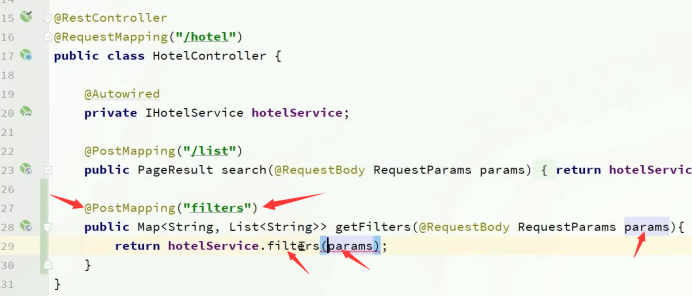 15 @RestController
16 @RequestMapping("/hotel")
17 public class HotelController {
18
19 @Autowired
20 private IHotelService hotelService;
21
22 @PostMapping("/list")
23 public PageResult search(@RequestBody RequestParams params) { return hotelServic
26
27 @PostMapping("filters")
28 public Map<String, List<String>> getFilters(@RequestBody RequestParams params){
29 return hotelService.filters(params);
30 }
31 }